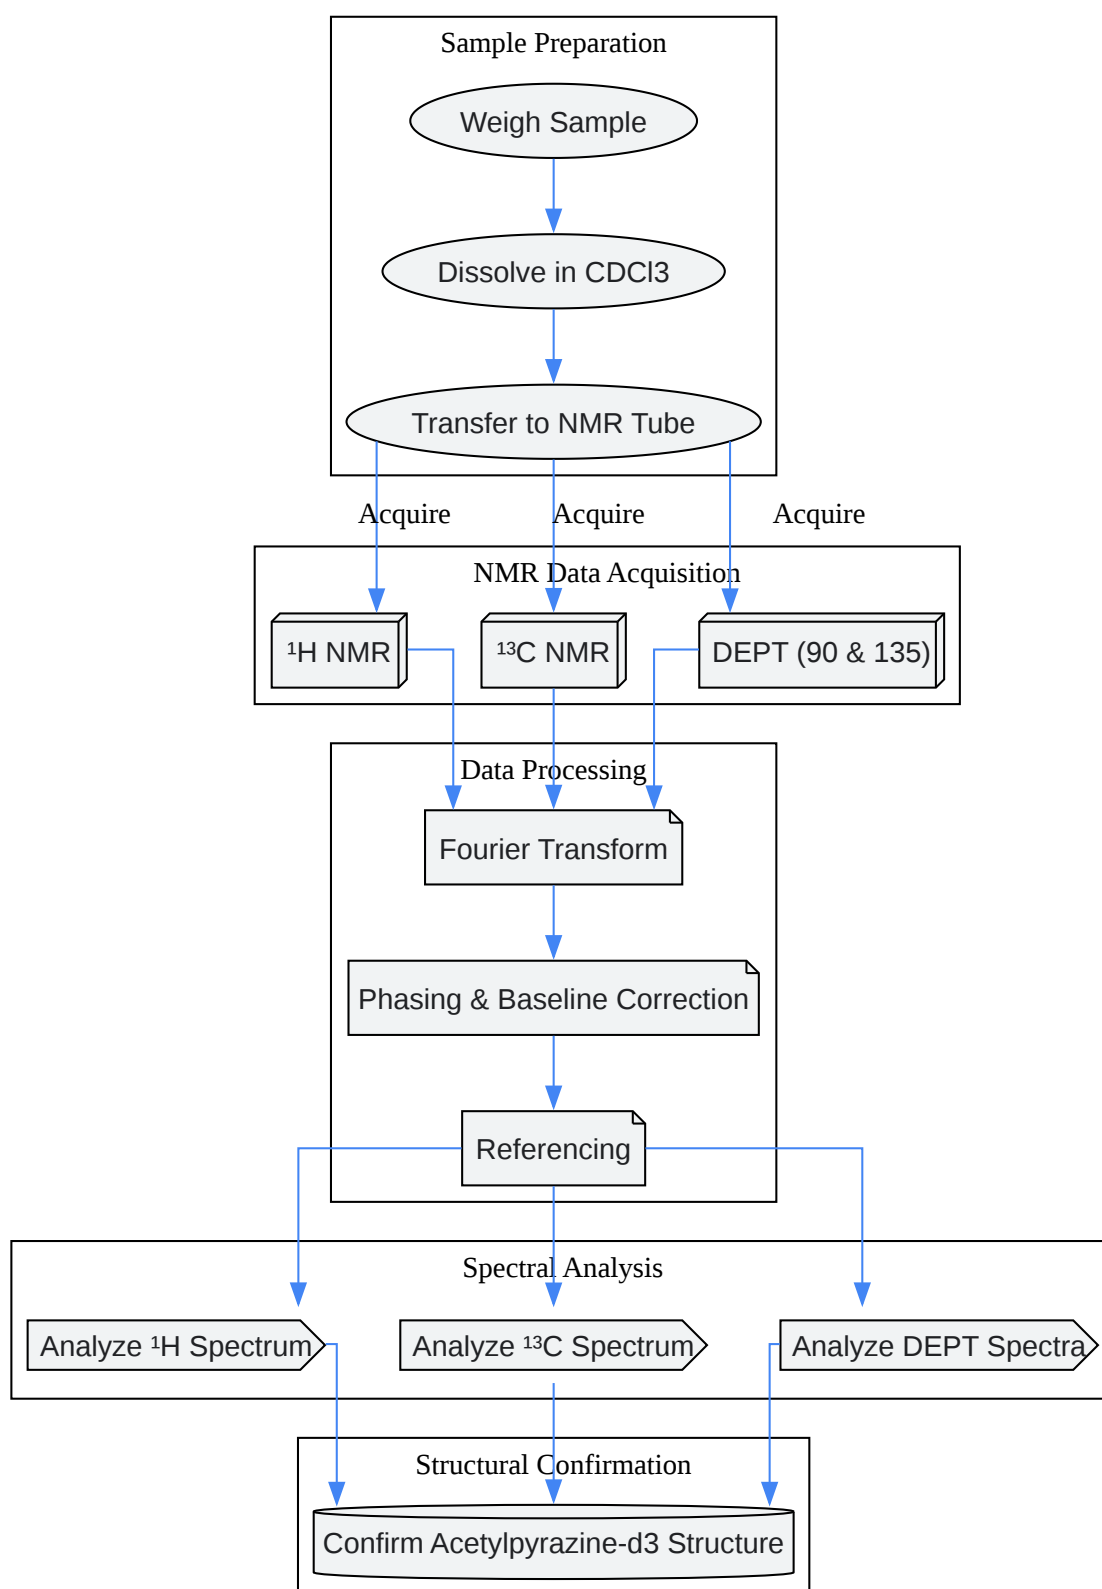 Sample Preparation
Weigh Sample
Dissolve in CDCl3
Transfer to NMR Tube
Acquire Acquire Acquire
NMR Data Acquisition
¹H NMR ¹³C NMR DEPT (90 & 135)
Data Processing
Fourier Transform
Phasing & Baseline Correction
Referencing
Spectral Analysis
Analyze ¹H Spectrum Analyze ¹³C Spectrum Analyze DEPT Spectra
Structural Confirmation
Confirm Acetylpyrazine-d3 Structure